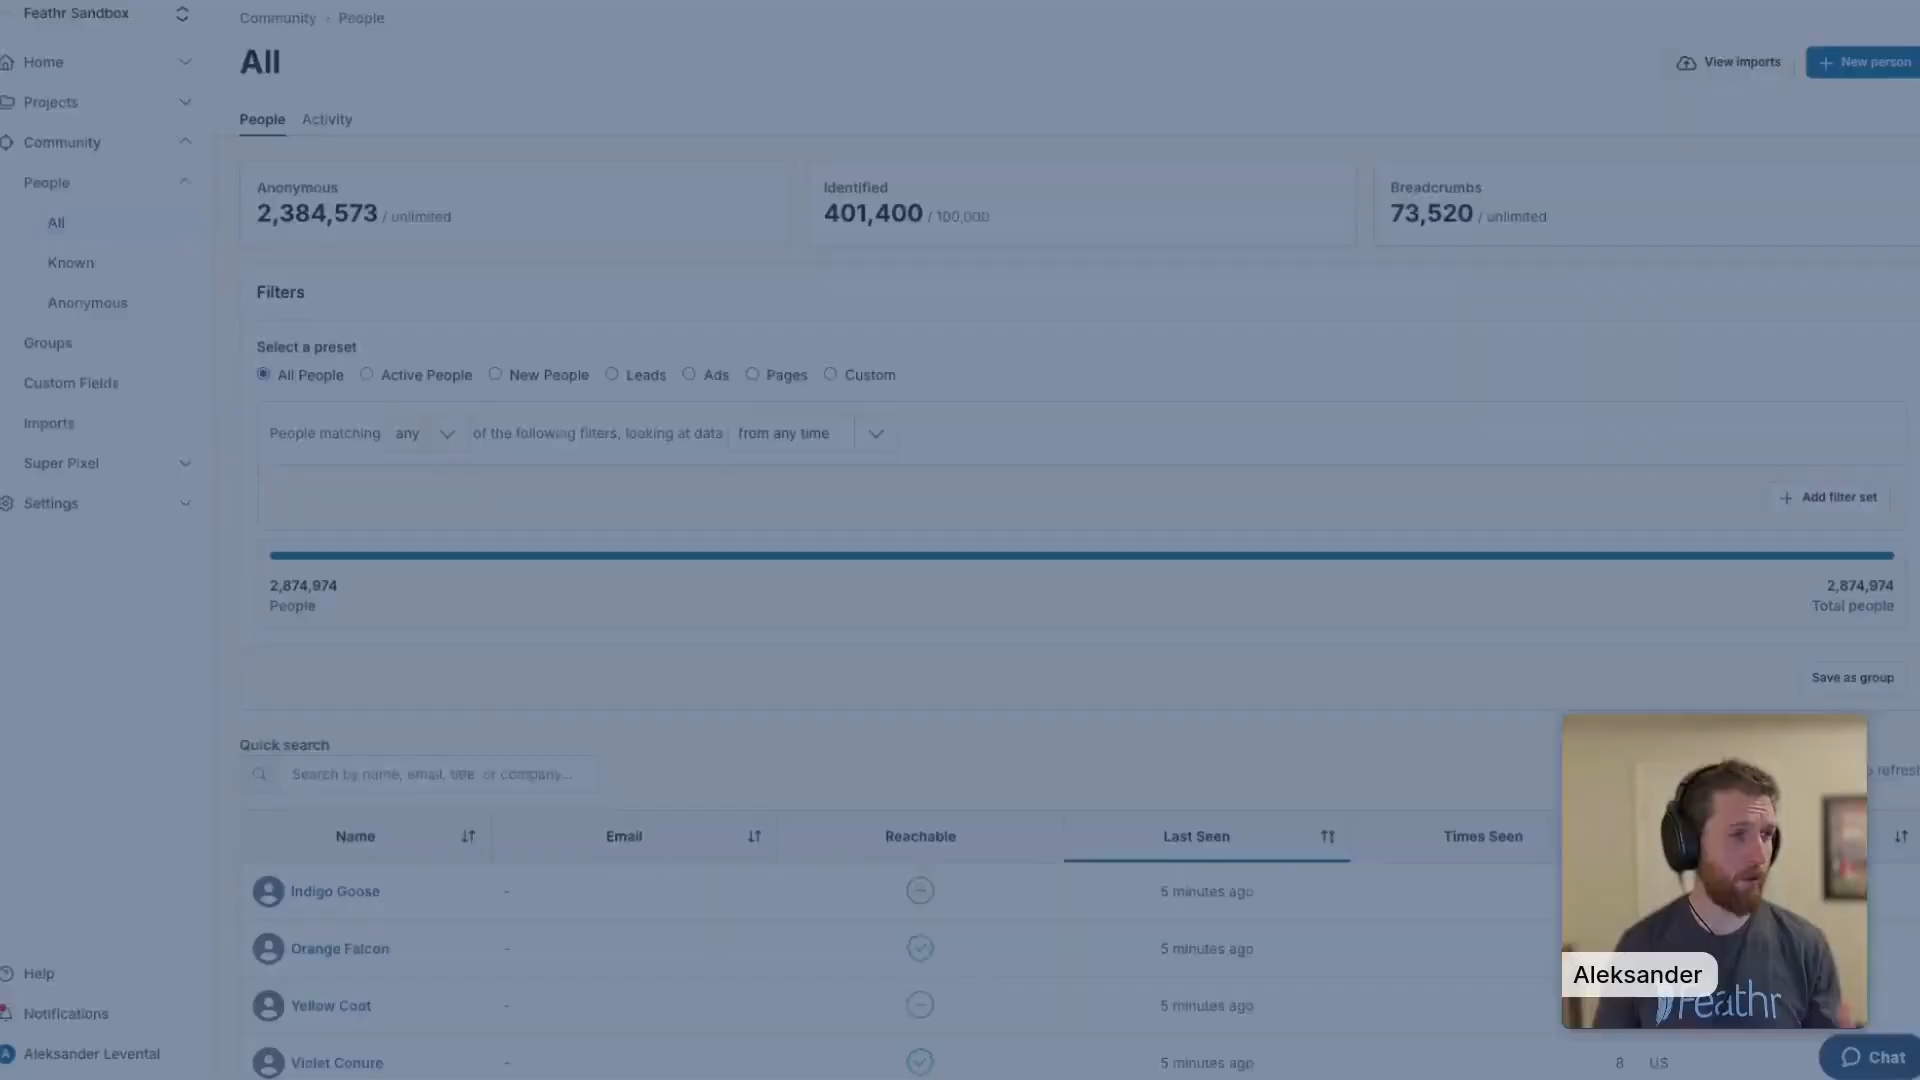 Feathr Sandbox
Home
Projects
Community
People
All
Known
Anonymous
Groups
Custom Fields
Imports
Super Pixel
Settings
Help
Notifications
A Aleksander Levental
Community › People
All
View imports
New person
People Activity
Anonymous
2,384,573 / unlimited
Identified
401,400 / 100,000
Breadcrumbs
73,520 / unlimited
Filters
Select a preset
All People Active People New People Leads Ads Pages Custom
People matching any of the following filters, looking at data from any time
Add filter set
2,874,974
People
2,874,974
Total people
Save as group
Quick search
Search by name, email, title or company...
refresh
Name Email Reachable Last Seen Times Seen
Indigo Goose - 5 minutes ago
Orange Falcon - 5 minutes ago
Yellow Coot - 5 minutes ago
Violet Conure - 5 minutes ago 8 US
Aleksander
Feathr
Chat